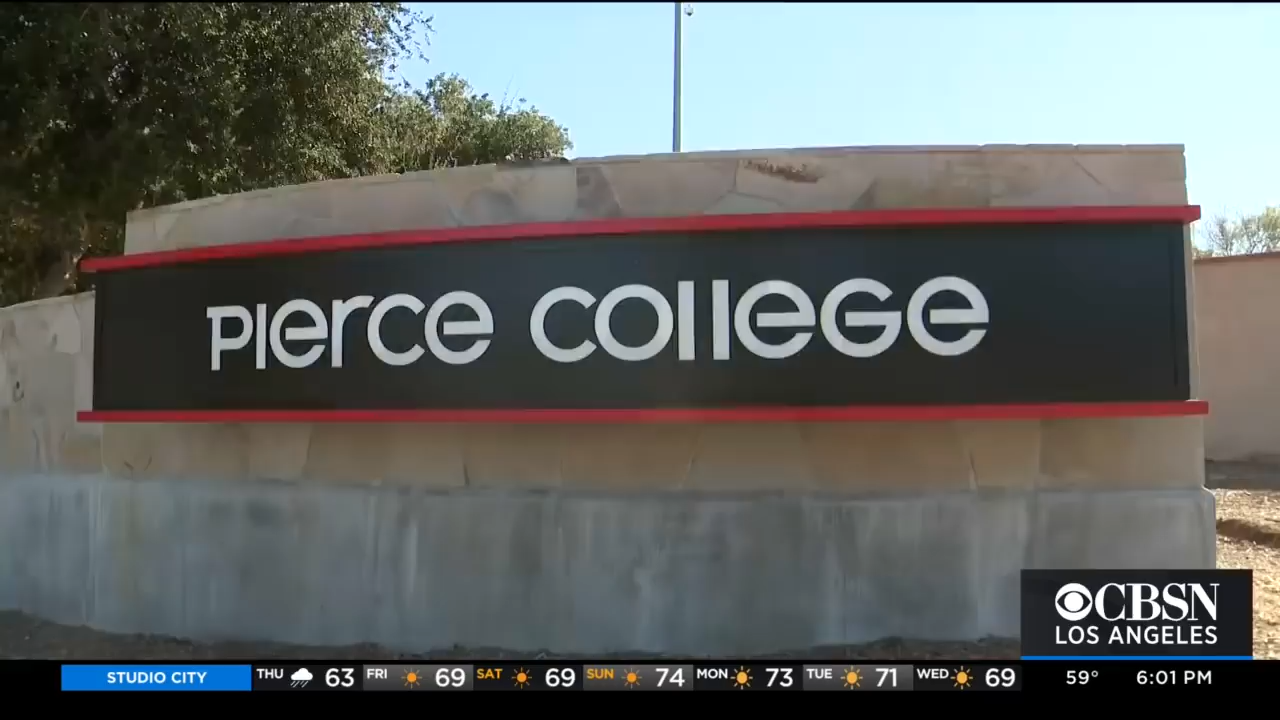 PIerce coLLeGe
CBSN
LOS ANGELES
STUDIO CITY THU 63 FRI 69 SAT 69 SUN 74 MON 73 TUE 71 WED 69 59° 6:01 PM